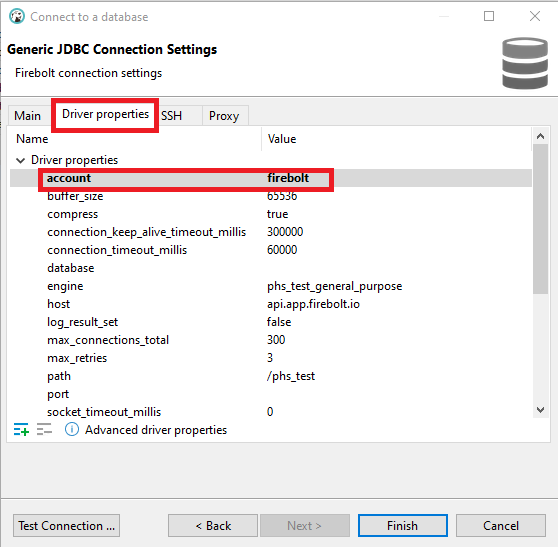 Connect to a database
Generic JDBC Connection Settings
Firebolt connection settings
Main Driver properties SSH Proxy
Name Value
Driver properties
account firebolt
buffer_size 65536
compress true
connection_keep_alive_timeout_millis 300000
connection_timeout_millis 60000
database
engine phs_test_general_purpose
host api.app.firebolt.io
log_result_set false
max_connections_total 300
max_retries 3
path /phs_test
port
socket_timeout_millis 0
Advanced driver properties
Test Connection ... < Back Next > Finish Cancel